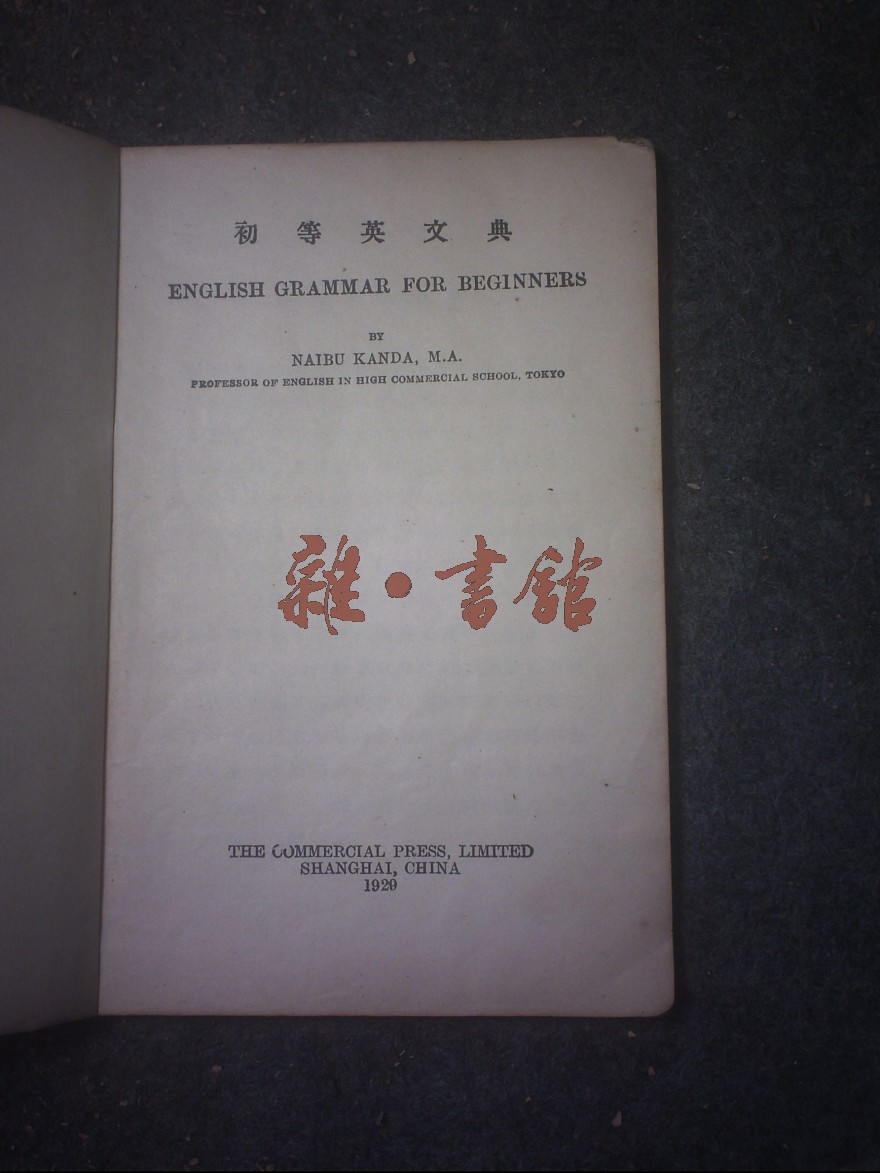 初等英文典
ENGLISH GRAMMAR FOR BEGINNERS
BY
NAIBU KANDA, M.A.
PROFESSOR OF ENGLISH IN HIGH COMMERCIAL SCHOOL, TOKYO
雜·書館
THE COMMERCIAL PRESS, LIMITED
SHANGHAI, CHINA
1920